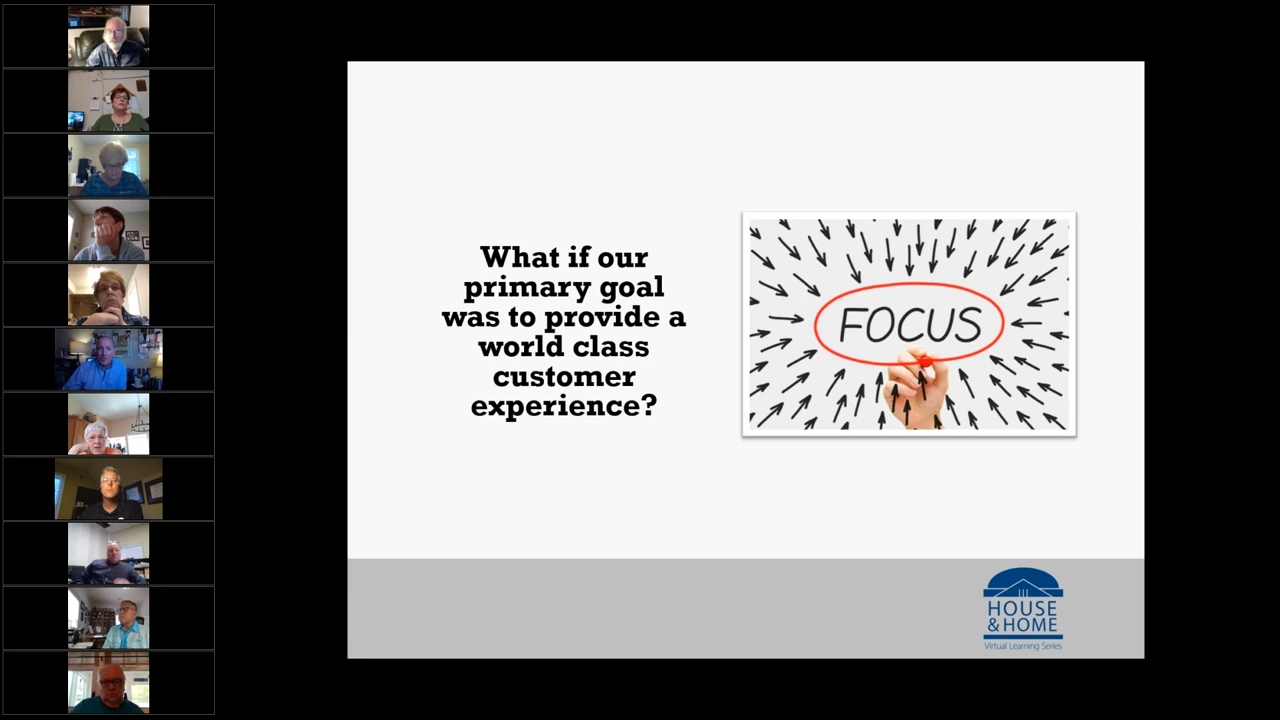 What if our
primary goal
was to provide a
world class
customer
experience?
FOCUS
HOUSE
& HOME
Virtual Learning Series